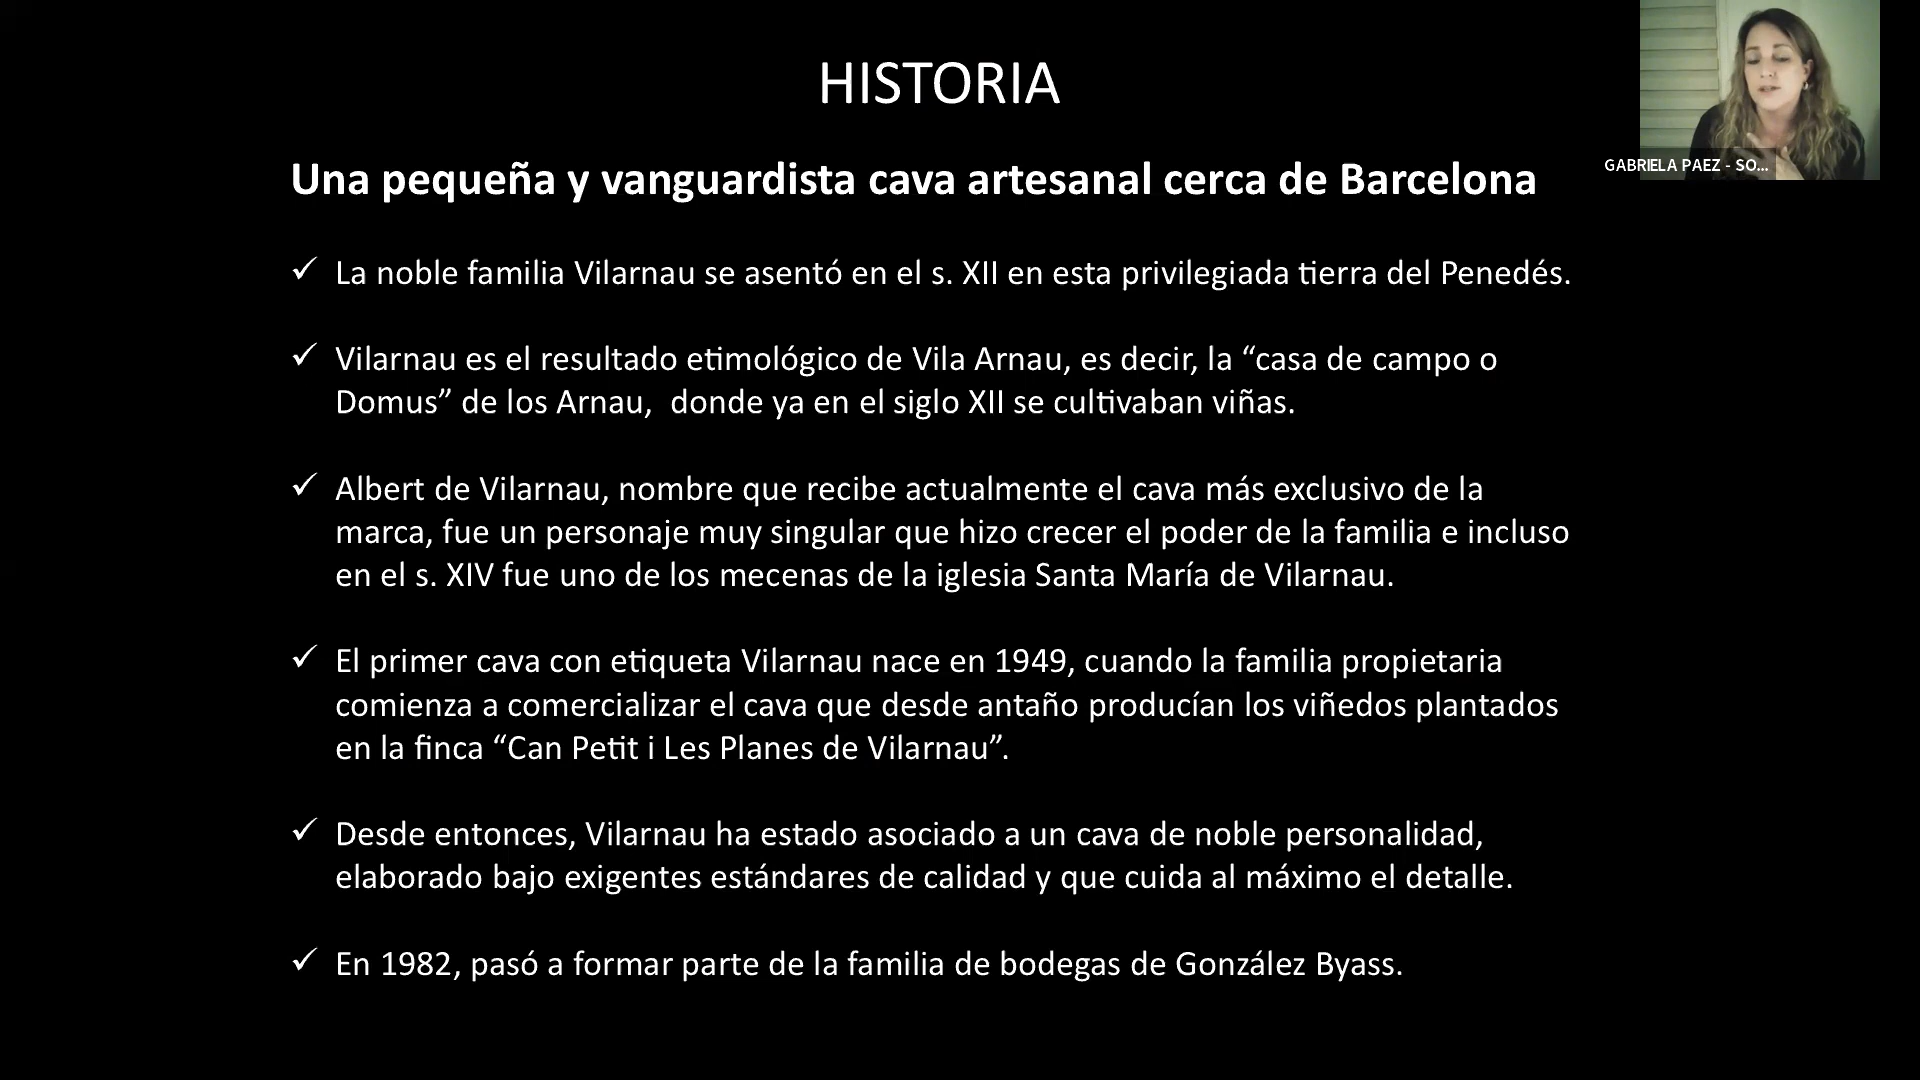 HISTORIA
Una pequeña y vanguardista cava artesanal cerca de Barcelona
GABRIELA PAEZ - SO...
✓ La noble familia Vilarnau se asentó en el s. XII en esta privilegiada tierra del Penedés.
✓ Vilarnau es el resultado etimológico de Vila Arnau, es decir, la “casa de campo o
Domus” de los Arnau,  donde ya en el siglo XII se cultivaban viñas.
✓ Albert de Vilarnau, nombre que recibe actualmente el cava más exclusivo de la
marca, fue un personaje muy singular que hizo crecer el poder de la familia e incluso
en el s. XIV fue uno de los mecenas de la iglesia Santa María de Vilarnau.
✓ El primer cava con etiqueta Vilarnau nace en 1949, cuando la familia propietaria
comienza a comercializar el cava que desde antaño producían los viñedos plantados
en la finca “Can Petit i Les Planes de Vilarnau”.
✓ Desde entonces, Vilarnau ha estado asociado a un cava de noble personalidad,
elaborado bajo exigentes estándares de calidad y que cuida al máximo el detalle.
✓ En 1982, pasó a formar parte de la familia de bodegas de González Byass.